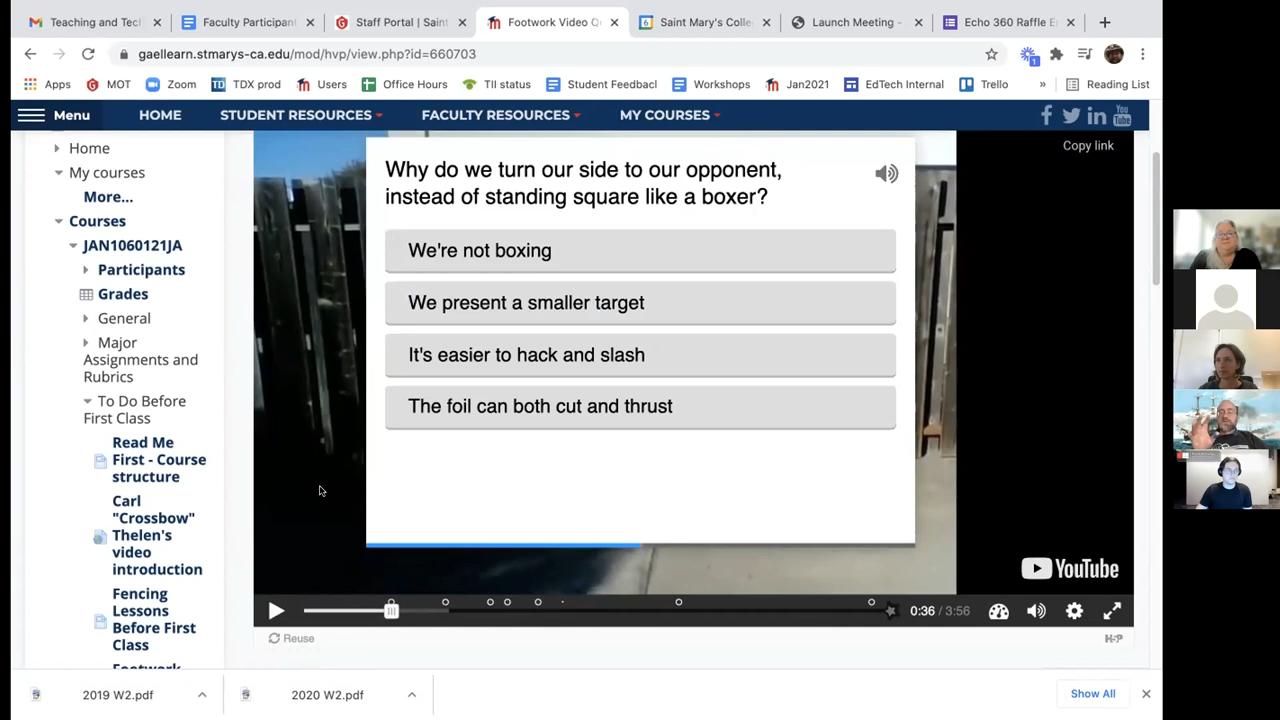 Teaching and Tec
Faculty Participant
Staff Portal | Saint
Footwork Video Q
Saint Mary's Colle
Launch Meeting -
Echo 360 Raffle E
gaellearn.stmarys-ca.edu/mod/hvp/view.php?id=660703
Apps
MOT
Zoom
TDX prod
Users
Office Hours
TII status
Student Feedbacl
Workshops
Jan2021
EdTech Internal
Trello
»
Reading List
Menu
HOME
STUDENT RESOURCES
FACULTY RESOURCES
MY COURSES
Home
My courses
More...
Courses
JAN1060121JA
Participants
Grades
General
Major
Assignments and
Rubrics
To Do Before
First Class
Read Me
First - Course
structure
Carl
"Crossbow"
Thelen's
video
introduction
Fencing
Lessons
Before First
Class
Footwork
Copy link
Why do we turn our side to our opponent,
instead of standing square like a boxer?
We're not boxing
We present a smaller target
It's easier to hack and slash
The foil can both cut and thrust
YouTube
0:36 / 3:56
Reuse
H-P
2019 W2.pdf
2020 W2.pdf
Show All